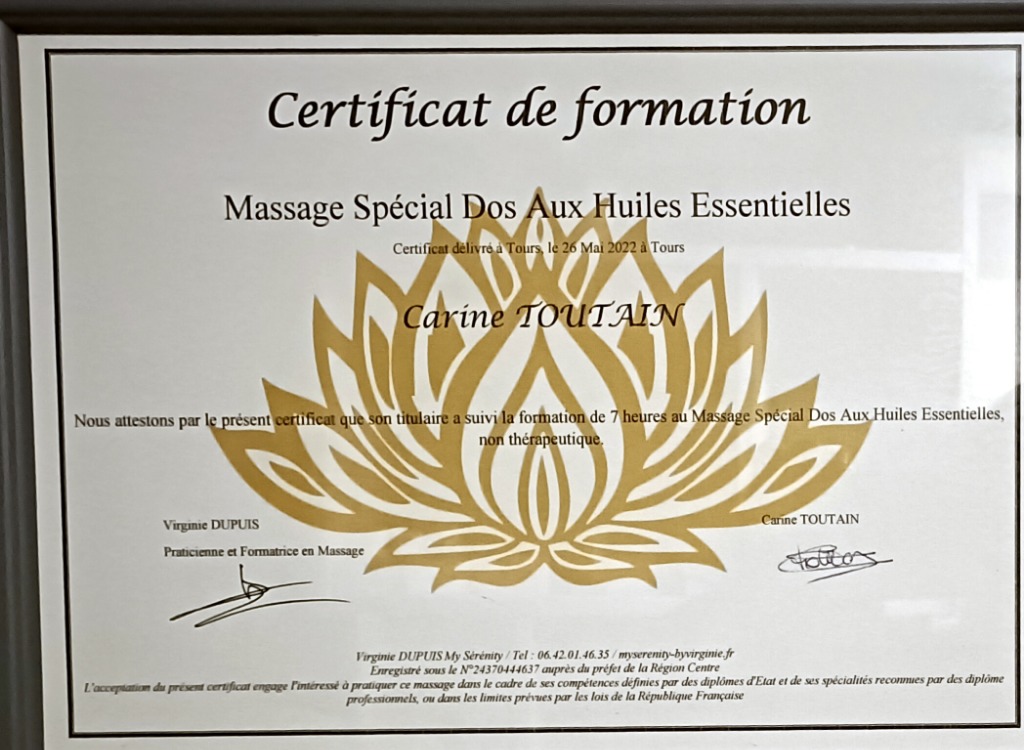 Certificat de formation
Massage Spécial Dos Aux Huiles Essentielles
Certificat délivré à Tours, le 26 Mai 2022 à Tours
Carine TOUTAIN
Nous attestons par le présent certificat que son titulaire a suivi la formation de 7 heures au Massage Spécial Dos Aux Huiles Essentielles,
non thérapeutique.
Virginie DUPUIS
Carine TOUTAIN
Praticienne et Formatrice en Massage
Virginie DUPUIS My Sérénity / Tel : 06.42.01.46.35 / myserenity-byvirginie.fr
Enregistré sous le N°24370444637 auprès du préfet de la Région Centre
L'acceptation du présent certificat engage l'intéressé à pratiquer ce massage dans le cadre de ses compétences définies par des diplômes d'Etat et de ses spécialités reconnues par des diplôme
professionnels, ou dans les limites prévues par les lois de la République Française